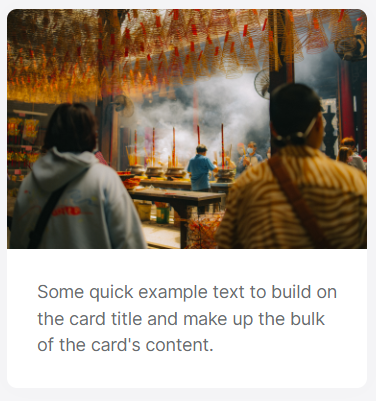 Some quick example text to build on
the card title and make up the bulk
of the card's content.